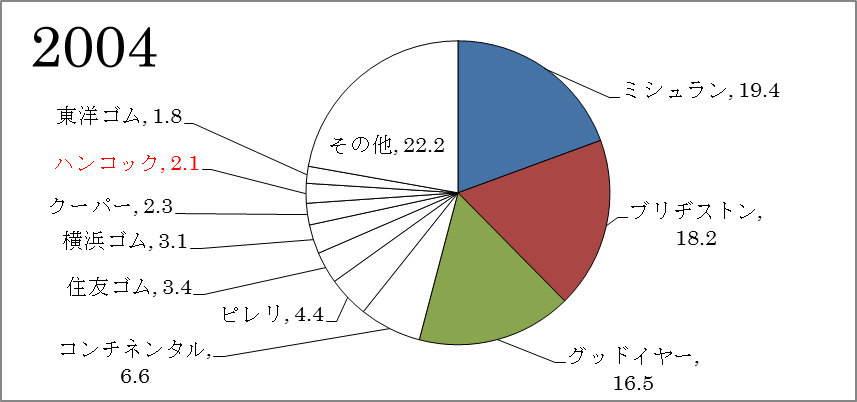 2004
ミシュラン, 19.4
ブリヂストン,
18.2
グッドイヤー,
16.5
コンチネンタル,
6.6
ピレリ, 4.4
住友ゴム, 3.4
横浜ゴム, 3.1
クーパー, 2.3
ハンコック, 2.1
東洋ゴム, 1.8
その他, 22.2